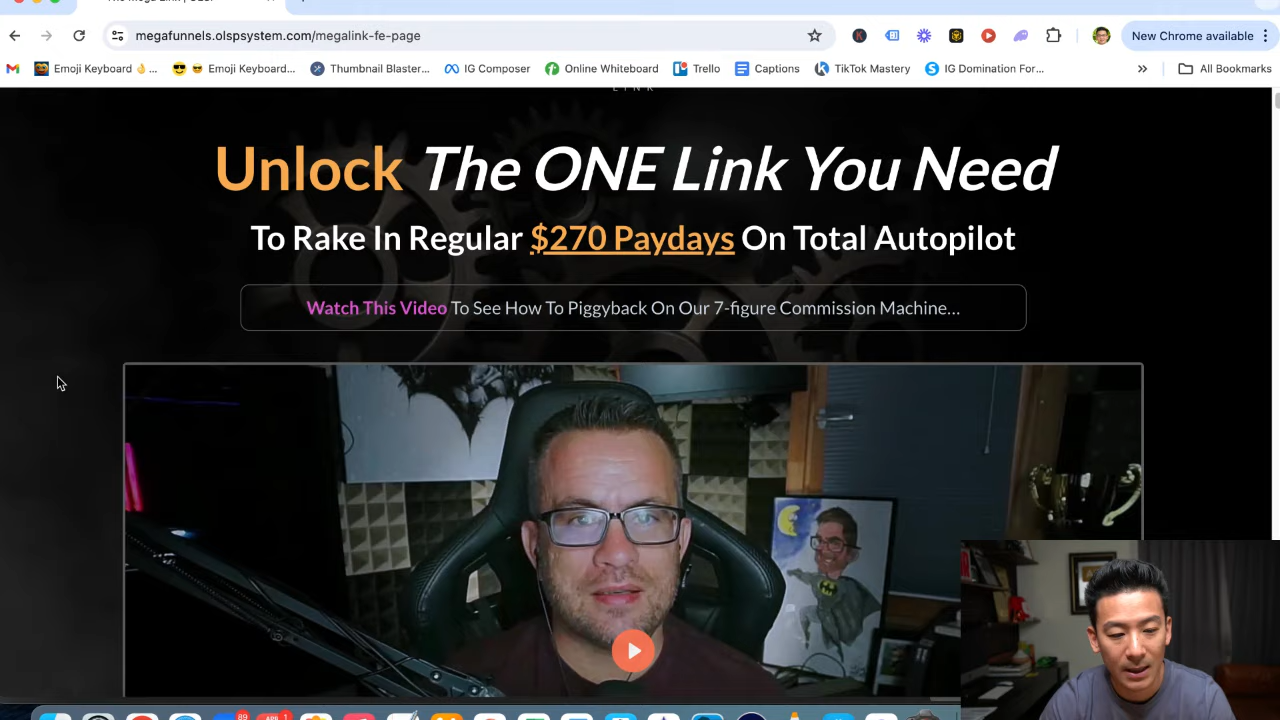 megafunnels.olspsystem.com/megalink-fe-page
New Chrome available
Emoji Keyboard 👌...
😎 Emoji Keyboard...
Thumbnail Blaster...
IG Composer
Online Whiteboard
Trello
Captions
TikTok Mastery
IG Domination For...
»
All Bookmarks
LINK
Unlock The ONE Link You Need
To Rake In Regular $270 Paydays On Total Autopilot
Watch This Video To See How To Piggyback On Our 7-figure Commission Machine...
89